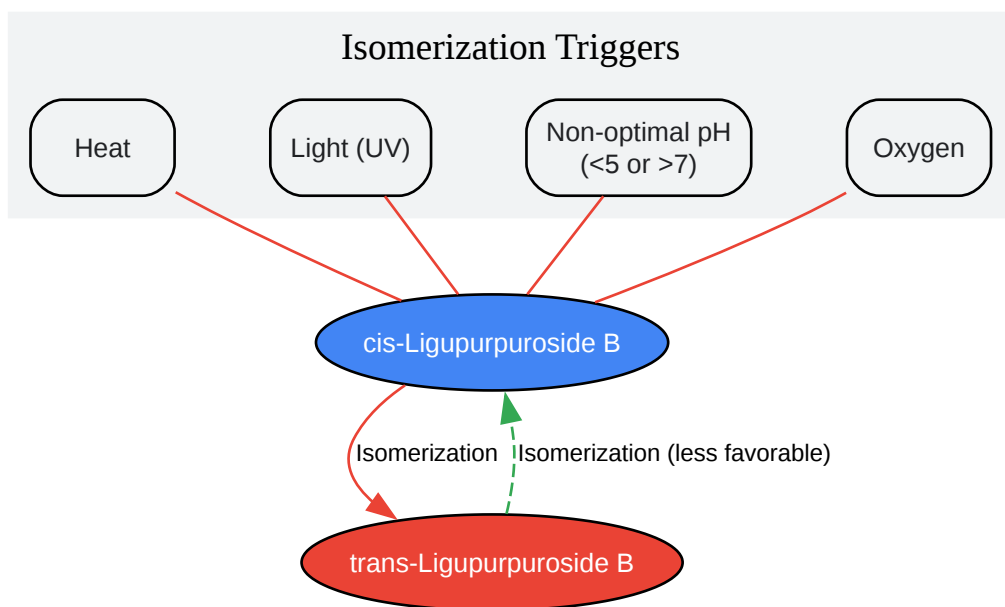 Isomerization Triggers
Heat
Light (UV)
Non-optimal pH
(<5 or >7)
Oxygen
cis-Ligupurpuroside B
Isomerization
Isomerization (less favorable)
trans-Ligupurpuroside B